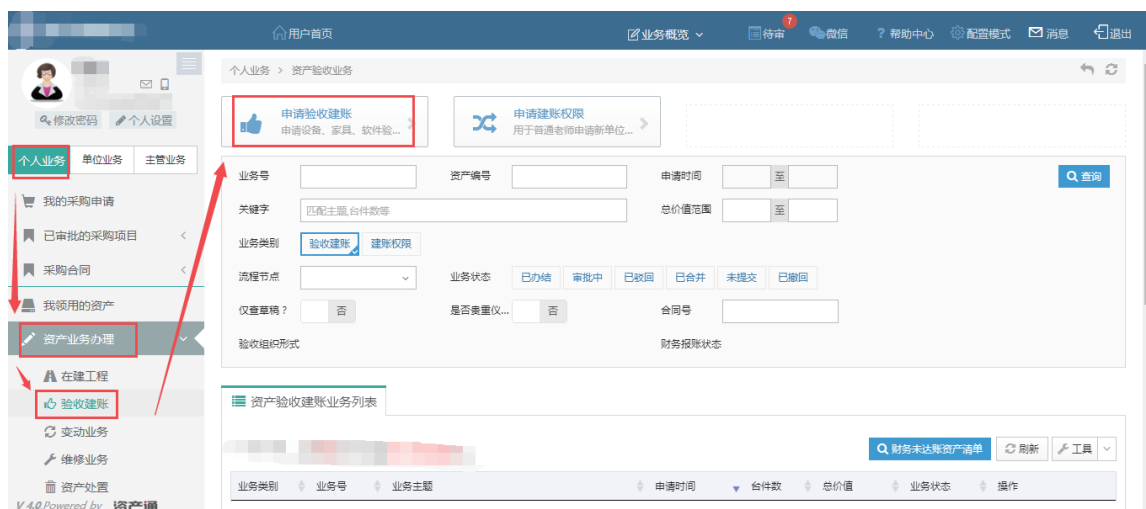 用户首页 业务概览 待审 7 微信 ? 帮助中心 配置模式 消息 退出
修改密码 个人设置
个人业务 单位业务 主管业务
我的采购申请
已审批的采购项目
采购合同
我领用的资产
资产业务办理
在建工程
验收建账
变动业务
维修业务
资产处置
V 4.0.Powered by 资产通
个人业务 > 资产验收业务
申请验收建账
申请设备、家具、软件验...
申请建账权限
用于普通老师申请新单位...
业务号 资产编号 申请时间 至 查询
关键字 匹配主题,台件数等 总价值范围 至
业务类别 验收建账 建账权限
流程节点 业务状态 已办结 审批中 已驳回 已合并 未提交 已撤回
仅查草稿? 否 是否贵重仪... 否 合同号
验收组织形式 财务报账状态
资产验收建账业务列表
财务未达账资产清单 刷新 工具
业务类别 业务号 业务主题 申请时间 台件数 总价值 业务状态 操作